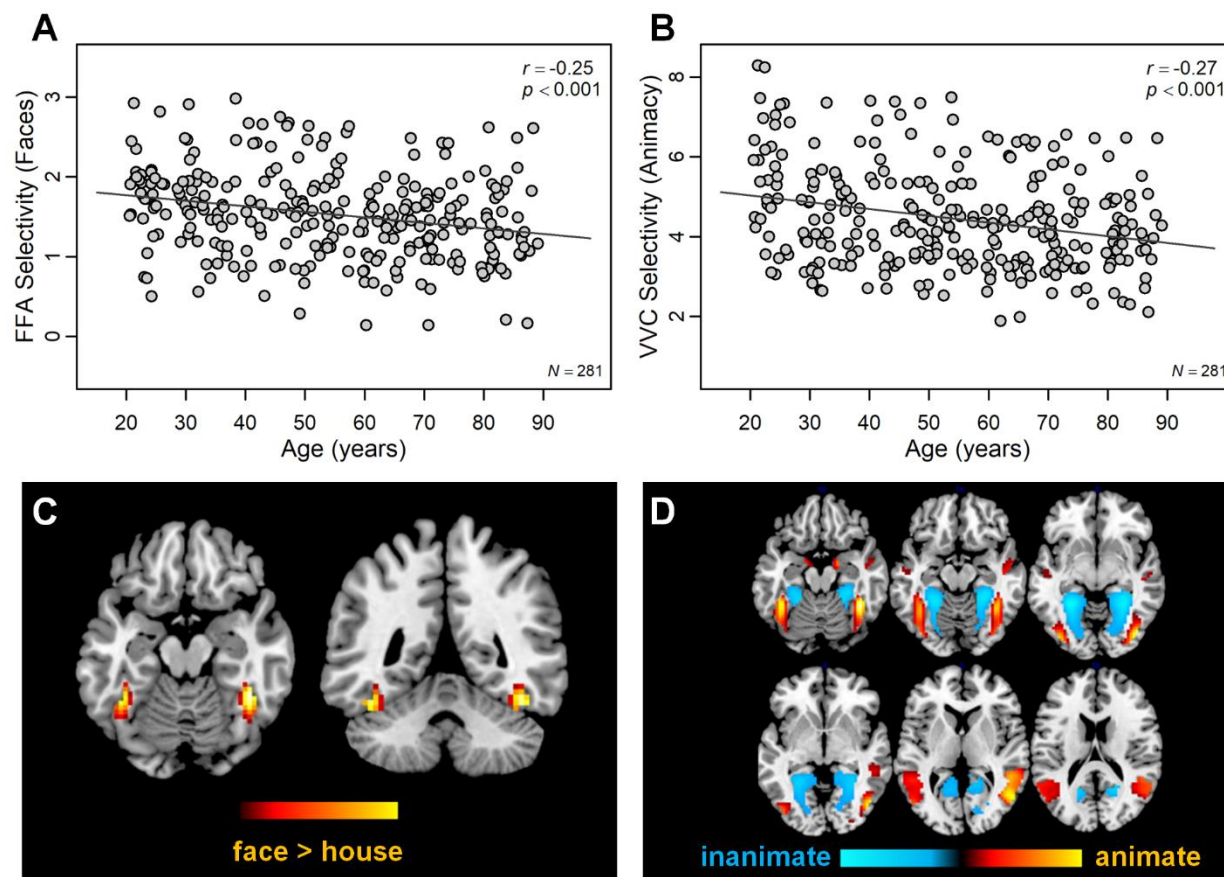 A
r = -0.25
p < 0.001
FFA Selectivity (Faces)
3
2
1
0
N = 281
20 30 40 50 60 70 80 90
Age (years)
B
r = -0.27
p < 0.001
VVC Selectivity (Animacy)
8
6
4
2
N = 281
20 30 40 50 60 70 80 90
Age (years)
C
face > house
D
inanimate
animate